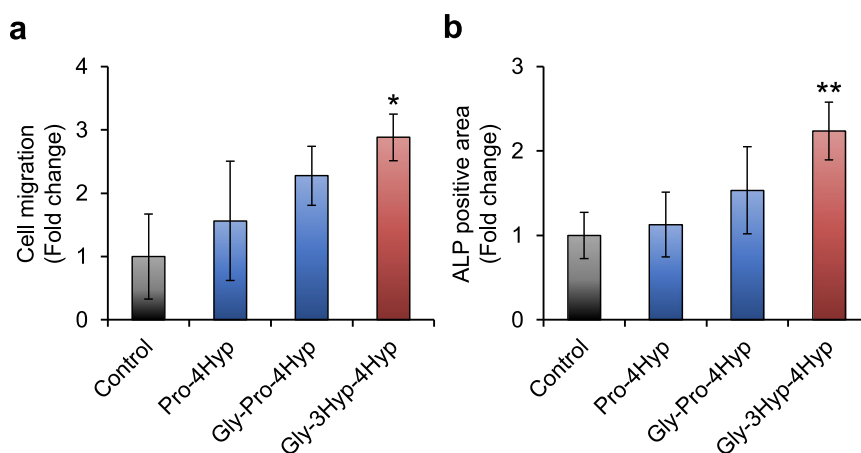 a
Cell migration
(Fold change)
4
3
2
1
0
*
Control
Pro-4Hyp
Gly-Pro-4Hyp
Gly-3Hyp-4Hyp
b
ALP positive area
(Fold change)
3
2
1
0
**
Control
Pro-4Hyp
Gly-Pro-4Hyp
Gly-3Hyp-4Hyp